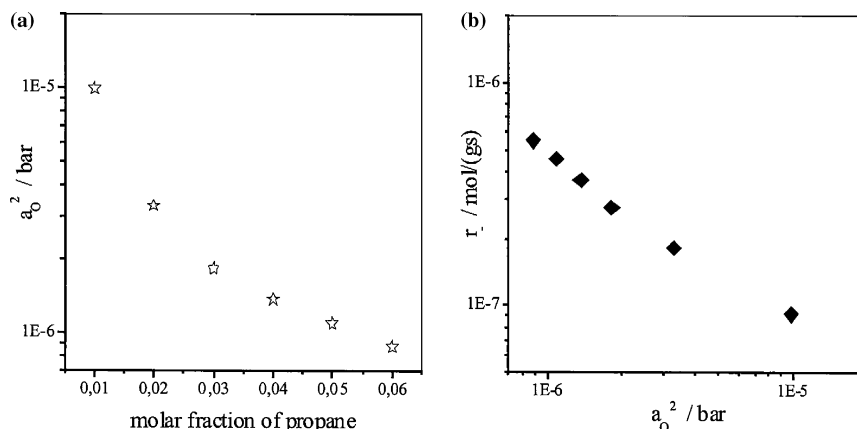 (a)
1E-5
1E-6
a_o^2 / bar
0,01 0,02 0,03 0,04 0,05 0,06
molar fraction of propane
(b)
1E-6
1E-7
r_- / mol/(gs)
1E-6 1E-5
a_o^2 / bar